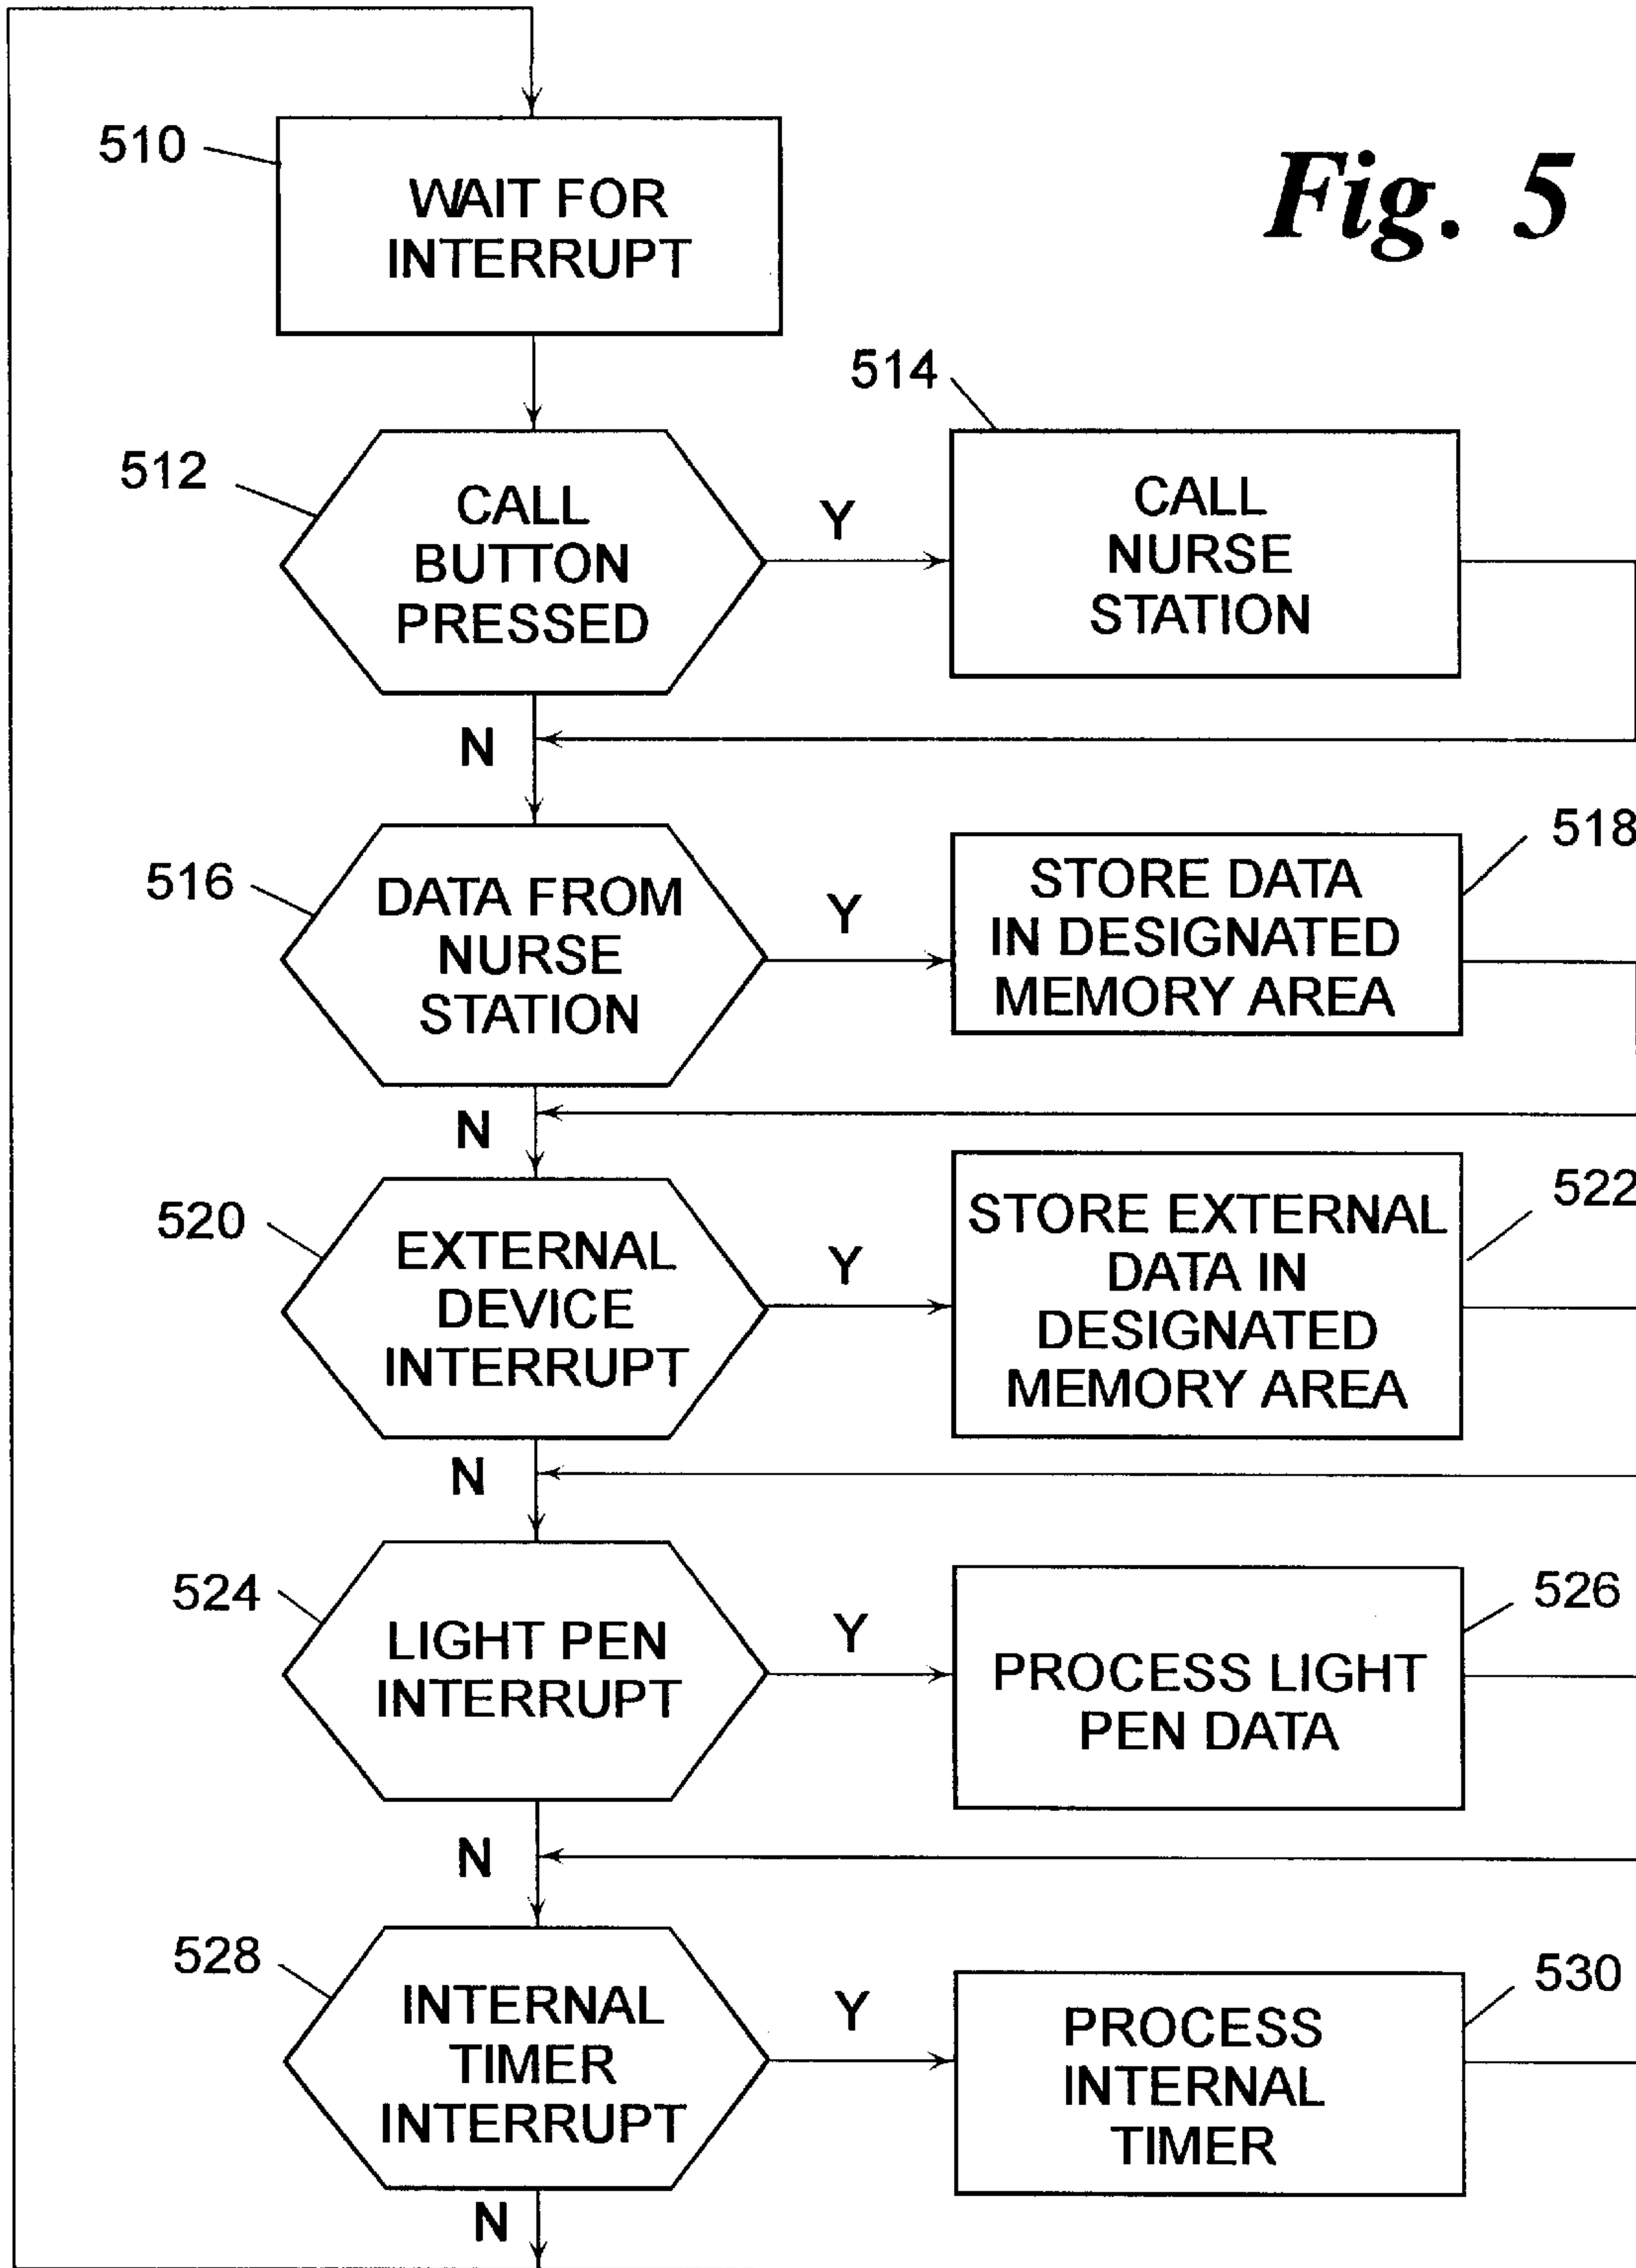 Fig. 5
510
WAIT FOR
INTERRUPT
512
CALL
BUTTON
PRESSED
Y
514
CALL
NURSE
STATION
N
516
DATA FROM
NURSE
STATION
Y
518
STORE DATA
IN DESIGNATED
MEMORY AREA
N
520
EXTERNAL
DEVICE
INTERRUPT
Y
522
STORE EXTERNAL
DATA IN
DESIGNATED
MEMORY AREA
N
524
LIGHT PEN
INTERRUPT
Y
526
PROCESS LIGHT
PEN DATA
N
528
INTERNAL
TIMER
INTERRUPT
Y
530
PROCESS
INTERNAL
TIMER
N